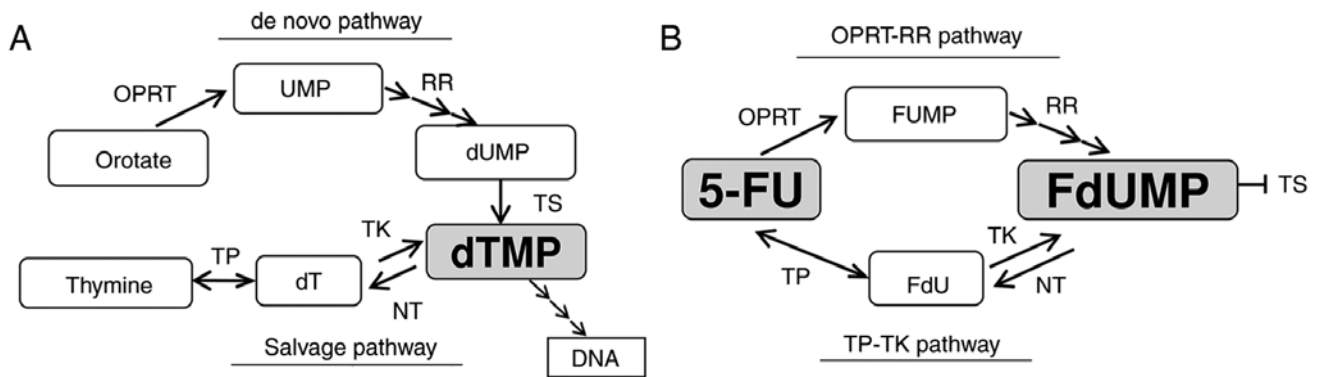 A
de novo pathway
OPRT
UMP
RR
Orotate
dUMP
TS
TK
dTMP
Thymine
TP
dT
NT
Salvage pathway
DNA
B
OPRT-RR pathway
OPRT
FUMP
RR
5-FU
FdUMP
TS
TK
TP
FdU
NT
TP-TK pathway